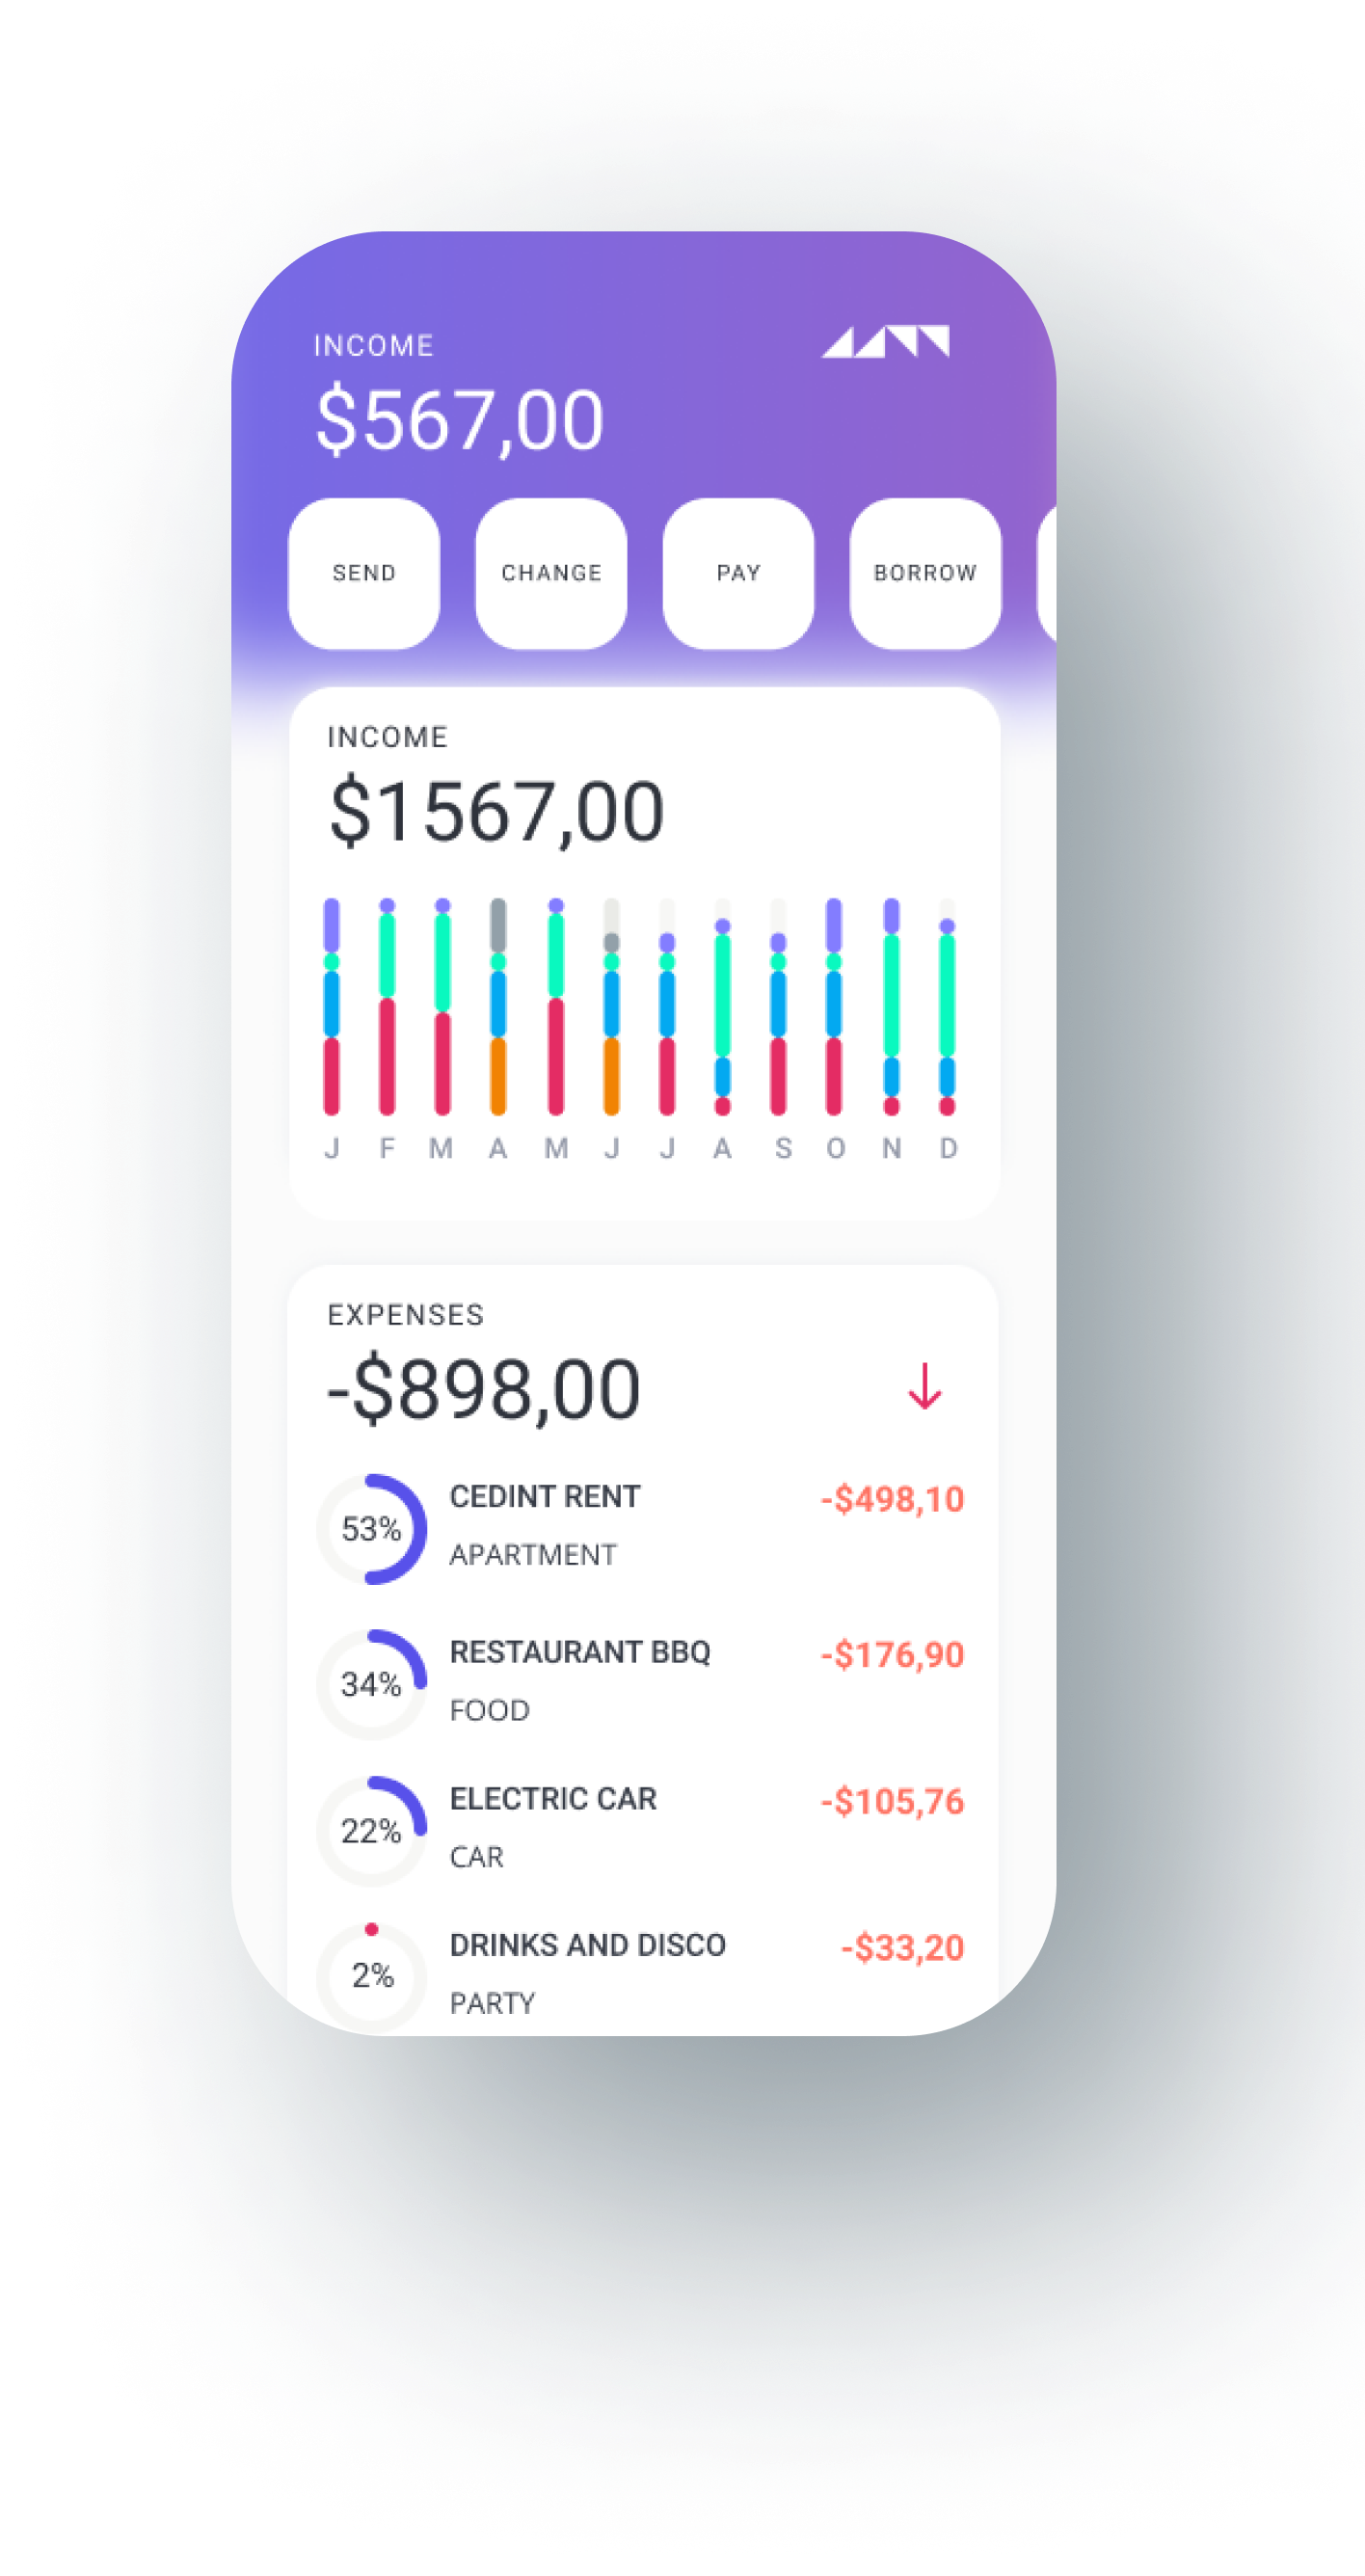 INCOME
$567,00
SEND CHANGE PAY BORROW
INCOME
$1567,00
J F M A M J J A S O N D
EXPENSES
-$898,00
53% CEDINT RENT -$498,10
APARTMENT
34% RESTAURANT BBQ -$176,90
FOOD
22% ELECTRIC CAR -$105,76
CAR
2% DRINKS AND DISCO -$33,20
PARTY